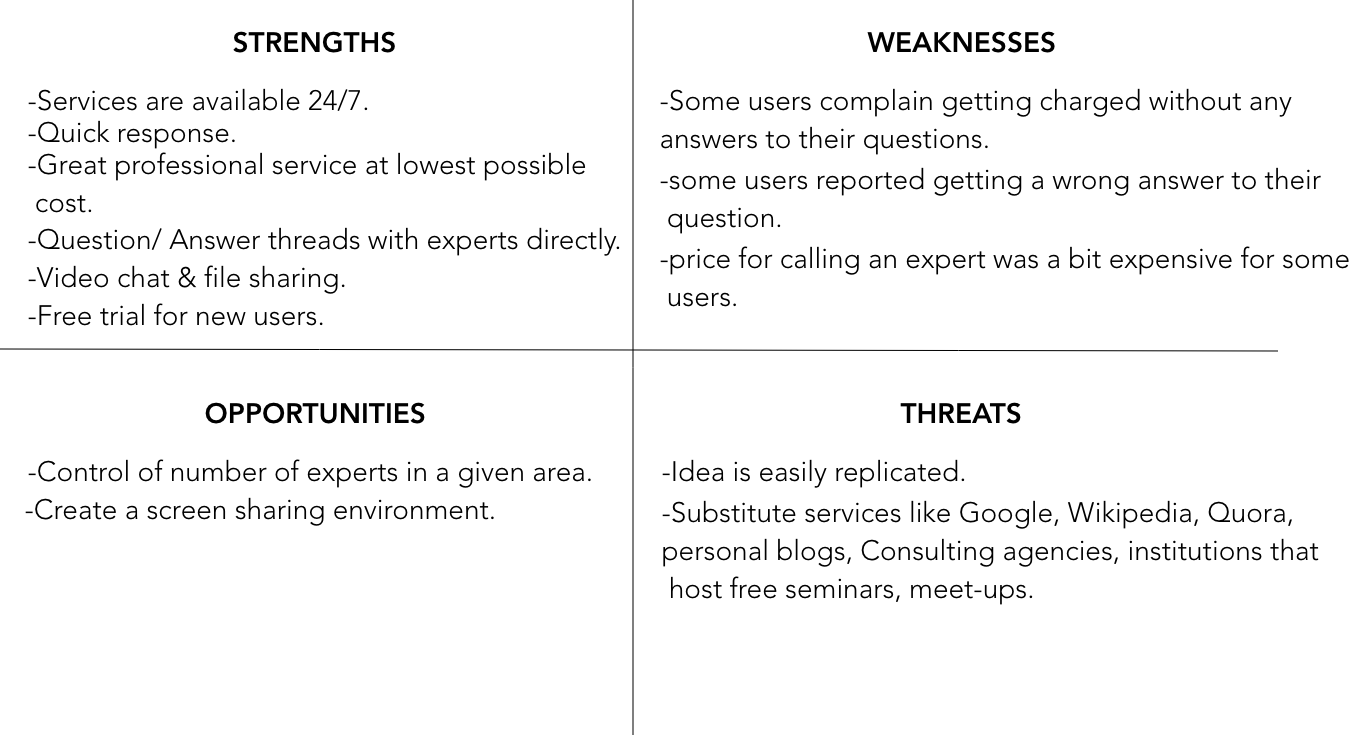 STRENGTHS
-Services are available 24/7.
-Quick response.
-Great professional service at lowest possible
cost.
-Question/ Answer threads with experts directly.
-Video chat & file sharing.
-Free trial for new users.
WEAKNESSES
-Some users complain getting charged without any
answers to their questions.
-some users reported getting a wrong answer to their
question.
-price for calling an expert was a bit expensive for some
users.
OPPORTUNITIES
-Control of number of experts in a given area.
-Create a screen sharing environment.
THREATS
-Idea is easily replicated.
-Substitute services like Google, Wikipedia, Quora,
personal blogs, Consulting agencies, institutions that
host free seminars, meet-ups.